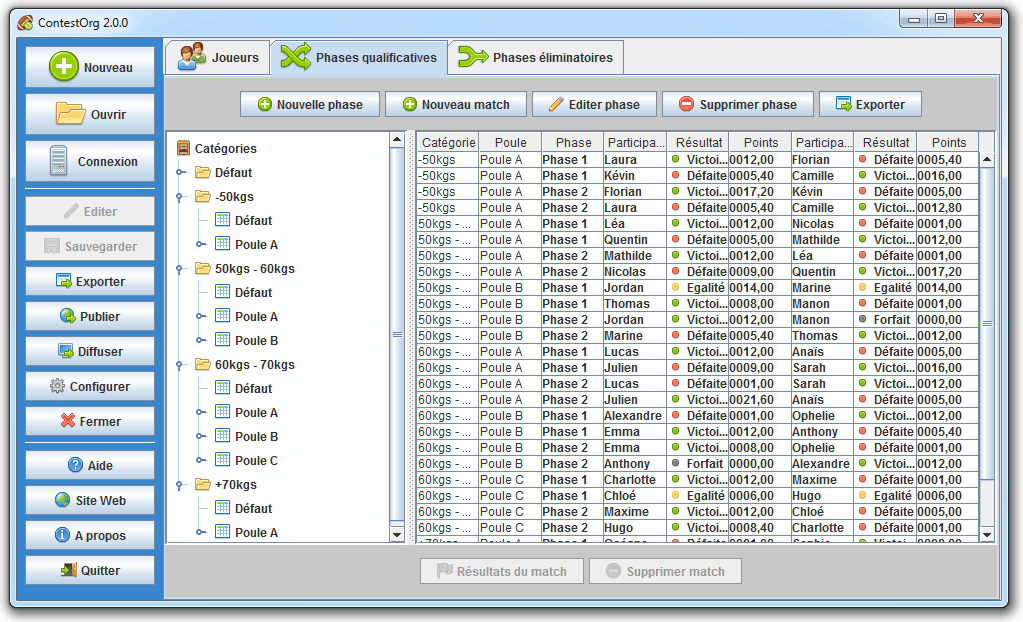 ContestOrg 2.0.0
Nouveau
Ouvrir
Connexion
Editer
Sauvegarder
Exporter
Publier
Diffuser
Configurer
Fermer
Aide
Site Web
A propos
Quitter
Joueurs
Phases qualificatives
Phases éliminatoires
Nouvelle phase
Nouveau match
Editer phase
Supprimer phase
Exporter
Catégories
Défaut
-50kgs
Défaut
Poule A
50kgs - 60kgs
Défaut
Poule A
Poule B
60kgs - 70kgs
Défaut
Poule A
Poule B
Poule C
+70kgs
Défaut
Poule A
Catégorie Poule Phase Participa... Résultat Points Participa... Résultat Points
-50kgs Poule A Phase 1 Laura Victoi... 0012,00 Florian Défaite 0005,40
-50kgs Poule A Phase 1 Kévin Défaite 0005,40 Camille Victoi... 0016,00
-50kgs Poule A Phase 2 Florian Victoi... 0017,20 Kévin Défaite 0005,00
-50kgs Poule A Phase 2 Laura Défaite 0005,40 Camille Victoi... 0012,80
50kgs - ... Poule A Phase 1 Léa Victoi... 0012,00 Nicolas Défaite 0001,00
50kgs - ... Poule A Phase 1 Quentin Défaite 0005,00 Mathilde Victoi... 0012,00
50kgs - ... Poule A Phase 2 Mathilde Victoi... 0012,00 Léa Défaite 0001,00
50kgs - ... Poule A Phase 2 Nicolas Défaite 0009,00 Quentin Victoi... 0017,20
50kgs - ... Poule B Phase 1 Jordan Egalité 0014,00 Marine Egalité 0014,00
50kgs - ... Poule B Phase 1 Thomas Victoi... 0008,00 Manon Défaite 0001,00
50kgs - ... Poule B Phase 2 Jordan Victoi... 0012,00 Manon Forfait 0000,00
50kgs - ... Poule B Phase 2 Marine Défaite 0005,40 Thomas Victoi... 0012,00
60kgs - ... Poule A Phase 1 Lucas Victoi... 0012,00 Anaïs Défaite 0005,00
60kgs - ... Poule A Phase 1 Julien Défaite 0009,00 Sarah Victoi... 0016,00
60kgs - ... Poule A Phase 2 Lucas Défaite 0001,00 Sarah Victoi... 0012,00
60kgs - ... Poule A Phase 2 Julien Victoi... 0021,60 Anaïs Défaite 0005,00
60kgs - ... Poule B Phase 1 Alexandre Défaite 0001,00 Ophelie Victoi... 0012,00
60kgs - ... Poule B Phase 1 Emma Victoi... 0012,00 Anthony Défaite 0005,40
60kgs - ... Poule B Phase 2 Emma Victoi... 0008,00 Ophelie Défaite 0001,00
60kgs - ... Poule B Phase 2 Anthony Forfait 0000,00 Alexandre Victoi... 0012,00
60kgs - ... Poule C Phase 1 Charlotte Victoi... 0012,00 Maxime Défaite 0001,00
60kgs - ... Poule C Phase 1 Chloé Egalité 0006,00 Hugo Egalité 0006,00
60kgs - ... Poule C Phase 2 Maxime Victoi... 0012,00 Chloé Défaite 0005,00
60kgs - ... Poule C Phase 2 Hugo Victoi... 0008,40 Charlotte Défaite 0001,00
Résultats du match
Supprimer match